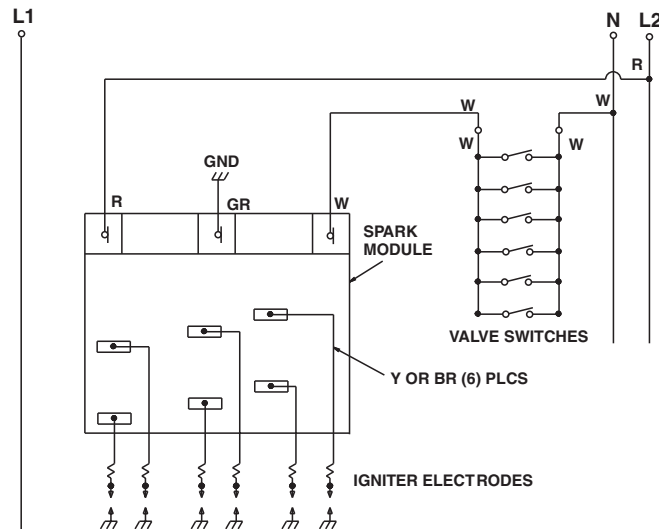 L1
N
L2
R
W
W
W
W
GND
R
GR
W
SPARK
MODULE
VALVE SWITCHES
Y OR BR (6) PLCS
IGNITER ELECTRODES